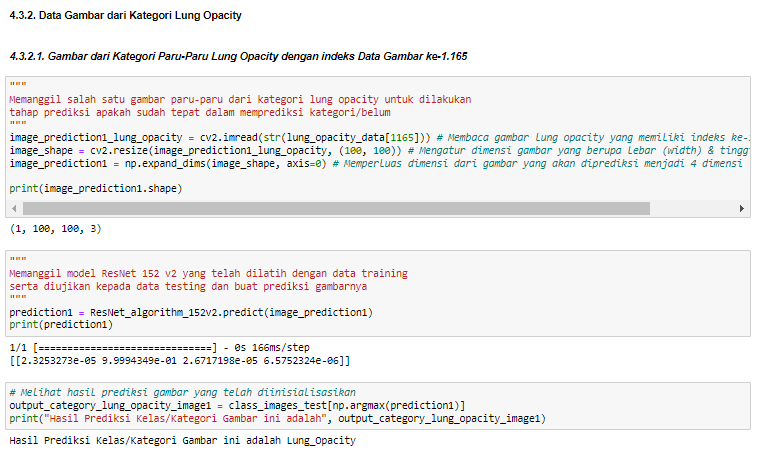 4.3.2. Data Gambar dari Kategori Lung Opacity
4.3.2.1. Gambar dari Kategori Paru-Paru Lung Opacity dengan indeks Data Gambar ke-1.165
"""
Memanggil salah satu gambar paru-paru dari kategori lung opacity untuk dilakukan
tahap prediksi apakah sudah tepat dalam memprediksi kategori/belum
"""
image_prediction1_lung_opacity = cv2.imread(str(lung_opacity_data[1165])) # Membaca gambar lung opacity yang memiliki indeks ke-
image_shape = cv2.resize(image_prediction1_lung_opacity, (100, 100)) # Mengatur dimensi gambar yang berupa lebar (width) & tingg
image_prediction1 = np.expand_dims(image_shape, axis=0) # Memperluas dimensi dari gambar yang akan diprediksi menjadi 4 dimensi
print(image_prediction1.shape)
(1, 100, 100, 3)
"""
Memanggil model ResNet 152 v2 yang telah dilatih dengan data training
serta diujikan kepada data testing dan buat prediksi gambarnya
"""
prediction1 = ResNet_algorithm_152v2.predict(image_prediction1)
print(prediction1)
1/1 [==============================] - 0s 166ms/step
[[2.3253273e-05 9.9994349e-01 2.6717198e-05 6.5752324e-06]]
# Melihat hasil prediksi gambar yang telah diinisialisasikan
output_category_lung_opacity_image1 = class_images_test[np.argmax(prediction1)]
print("Hasil Prediksi Kelas/Kategori Gambar ini adalah", output_category_lung_opacity_image1)
Hasil Prediksi Kelas/Kategori Gambar ini adalah Lung_Opacity